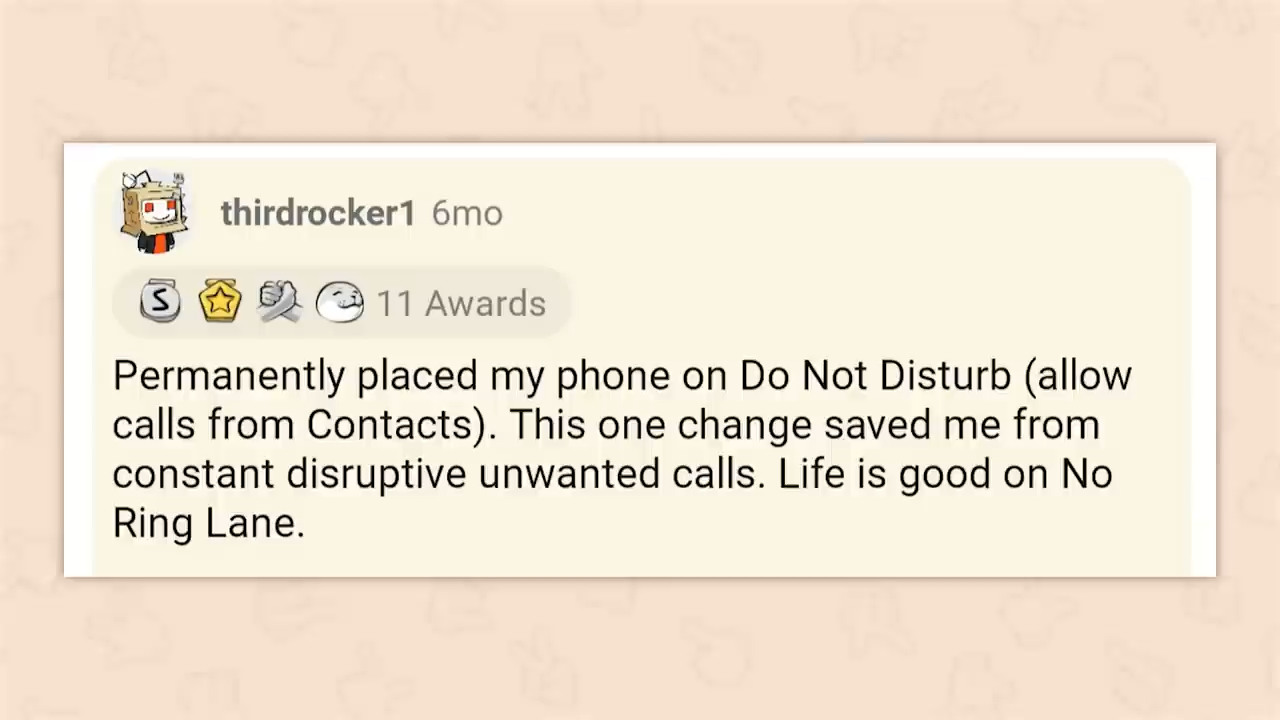 thirdrocker1 6mo
S 11 Awards
Permanently placed my phone on Do Not Disturb (allow
calls from Contacts). This one change saved me from
constant disruptive unwanted calls. Life is good on No
Ring Lane.